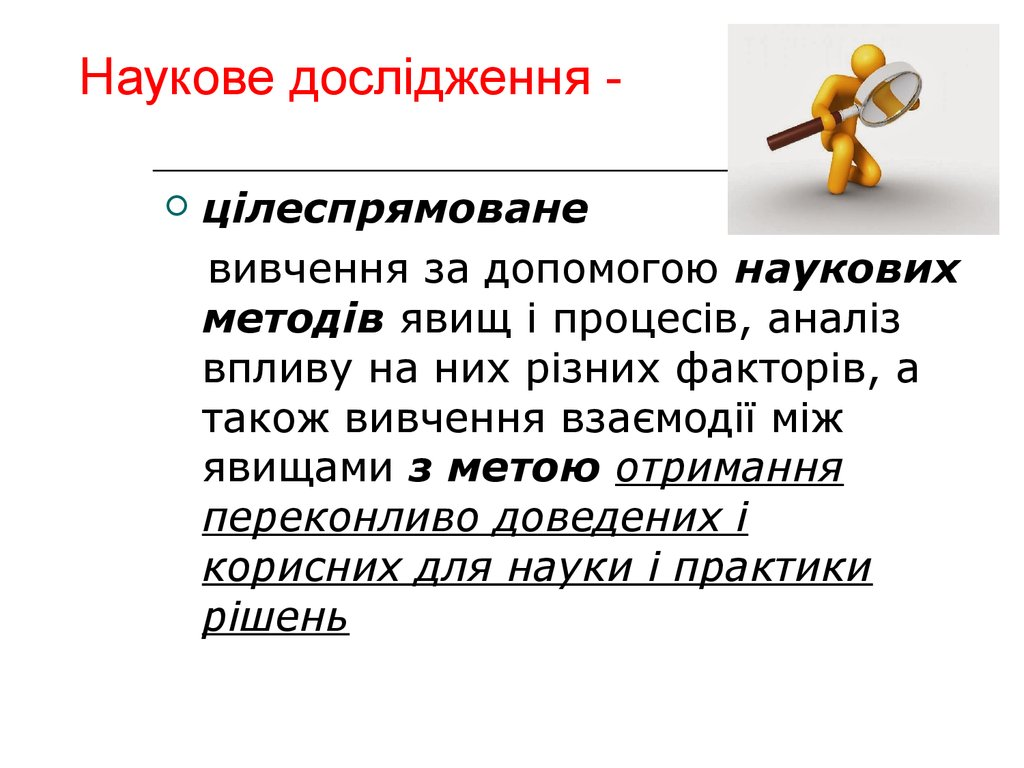 Наукове дослідження -
цілеспрямоване
вивчення за допомогою наукових
методів явищ і процесів, аналіз
впливу на них різних факторів, а
також вивчення взаємодії між
явищами з метою отримання
переконливо доведених і
корисних для науки і практики
рішень